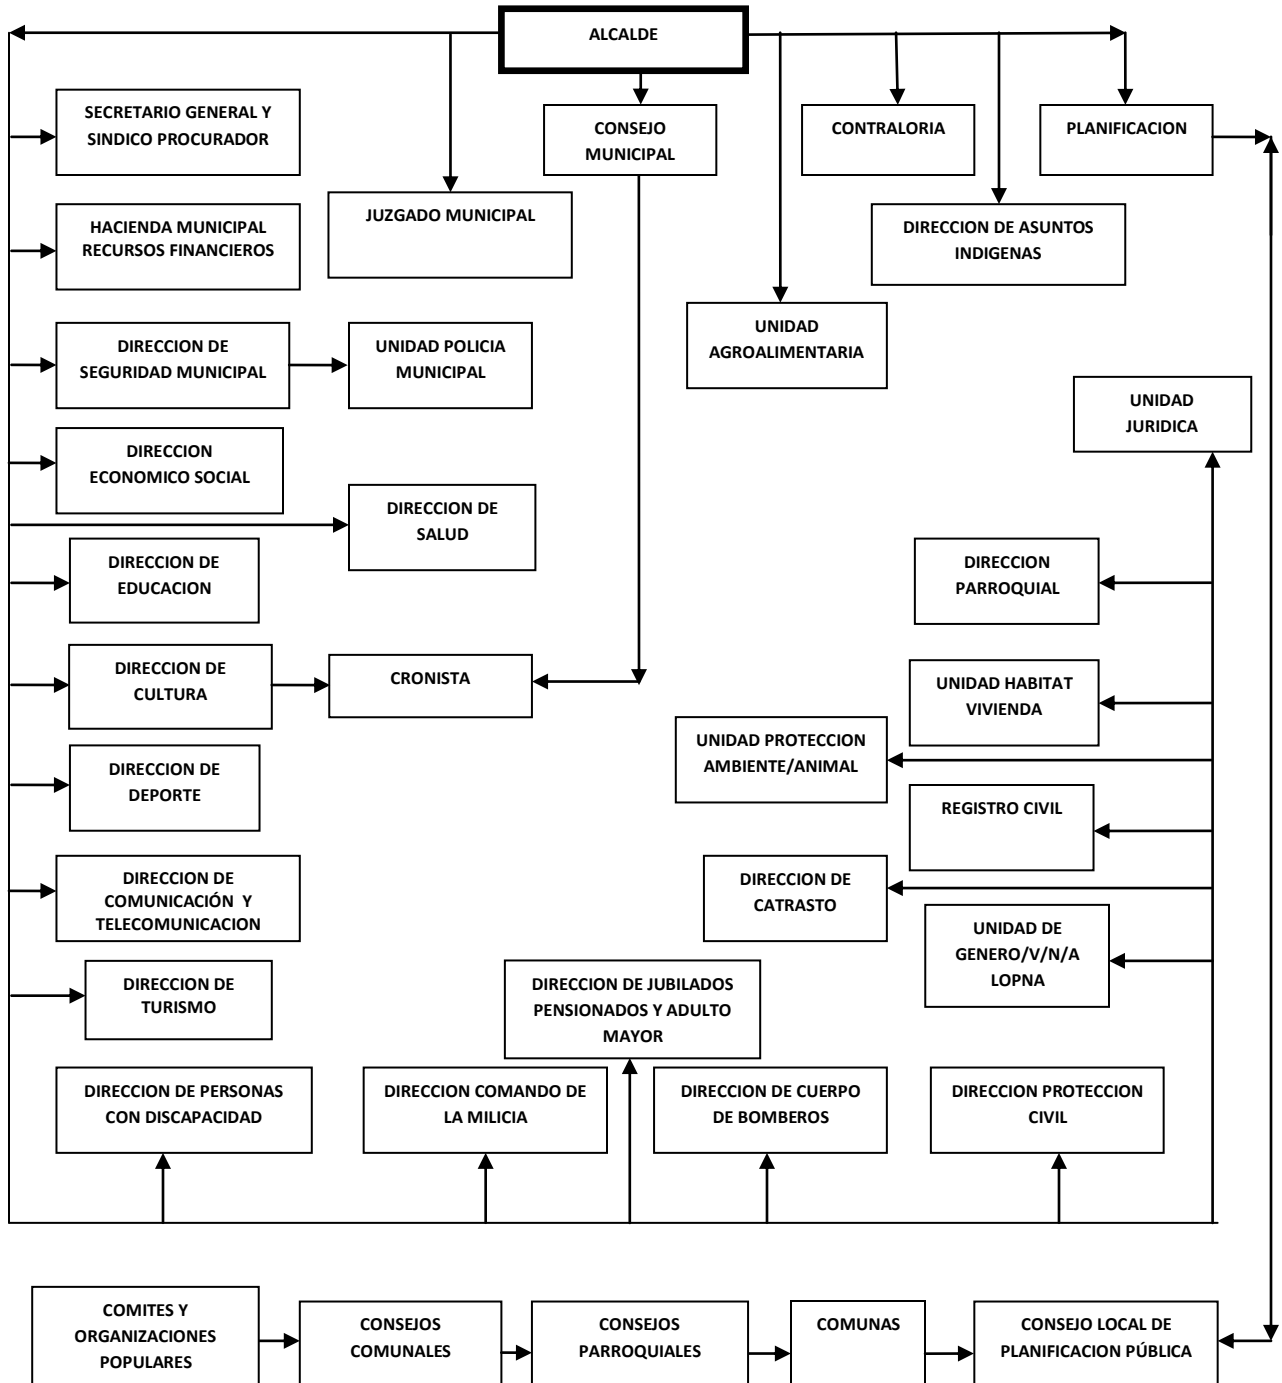 ALCALDE
SECRETARIO GENERAL Y
SINDICO PROCURADOR
CONSEJO
MUNICIPAL
CONTRALORIA
PLANIFICACION
JUZGADO MUNICIPAL
HACIENDA MUNICIPAL
RECURSOS FINANCIEROS
DIRECCION DE ASUNTOS
INDIGENAS
UNIDAD
AGROALIMENTARIA
DIRECCION DE
SEGURIDAD MUNICIPAL
UNIDAD POLICIA
MUNICIPAL
UNIDAD
JURIDICA
DIRECCION
ECONOMICO SOCIAL
DIRECCION DE
SALUD
DIRECCION DE
EDUCACION
DIRECCION
PARROQUIAL
DIRECCION DE
CULTURA
CRONISTA
UNIDAD HABITAT
VIVIENDA
UNIDAD PROTECCION
AMBIENTE/ANIMAL
DIRECCION DE
DEPORTE
REGISTRO CIVIL
DIRECCION DE
COMUNICACIÓN Y
TELECOMUNICACION
DIRECCION DE
CATRASTO
UNIDAD DE
GENERO/V/N/A
LOPNA
DIRECCION DE
TURISMO
DIRECCION DE JUBILADOS
PENSIONADOS Y ADULTO
MAYOR
DIRECCION DE PERSONAS
CON DISCAPACIDAD
DIRECCION COMANDO DE
LA MILICIA
DIRECCION DE CUERPO
DE BOMBEROS
DIRECCION PROTECCION
CIVIL
COMITES Y
ORGANIZACIONES
POPULARES
CONSEJOS
COMUNALES
CONSEJOS
PARROQUIALES
COMUNAS
CONSEJO LOCAL DE
PLANIFICACION PÚBLICA